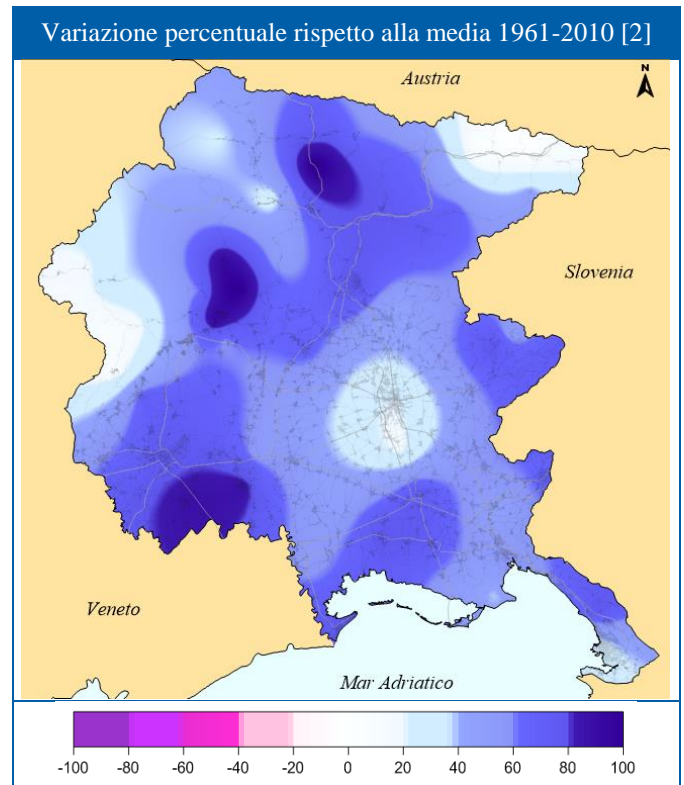 Variazione percentuale rispetto alla media 1961-2010 [2]
Austria
N
Slovenia
Veneto
Mar Adriatico
-100 -80 -60 -40 -20 0 20 40 60 80 100